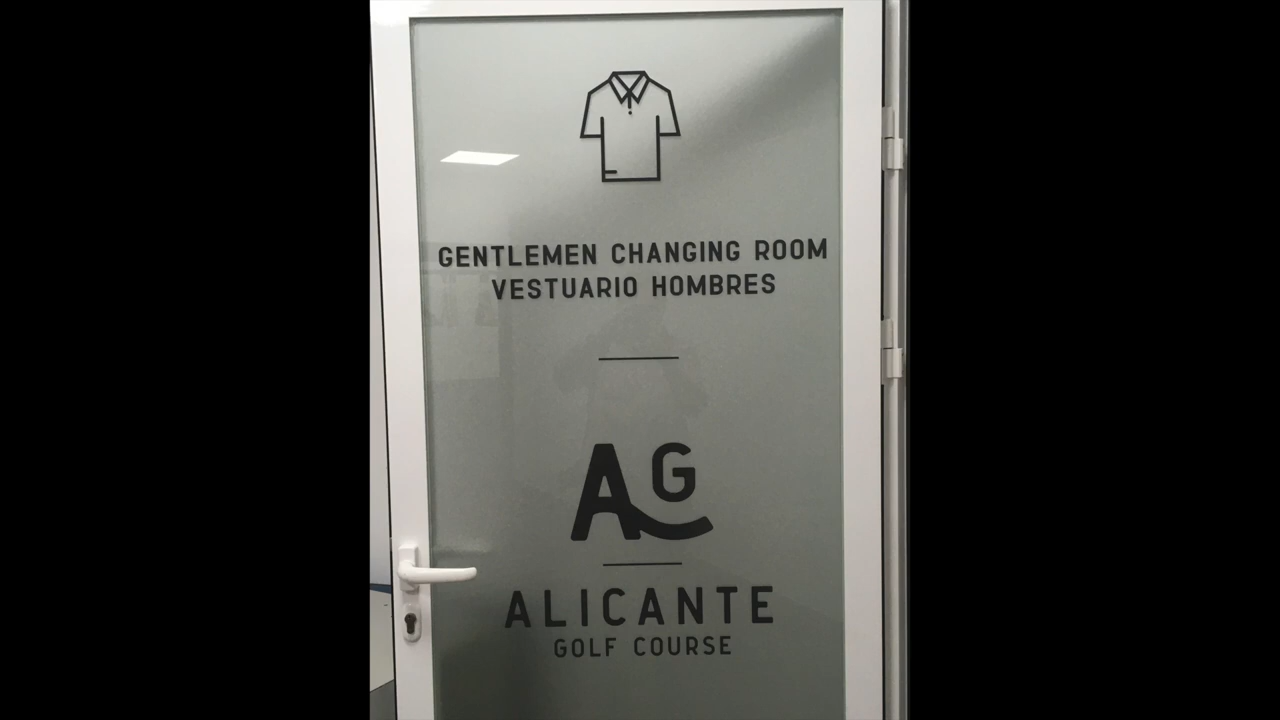 GENTLEMEN CHANGING ROOM
VESTUARIO HOMBRES
AG
ALICANTE
GOLF COURSE